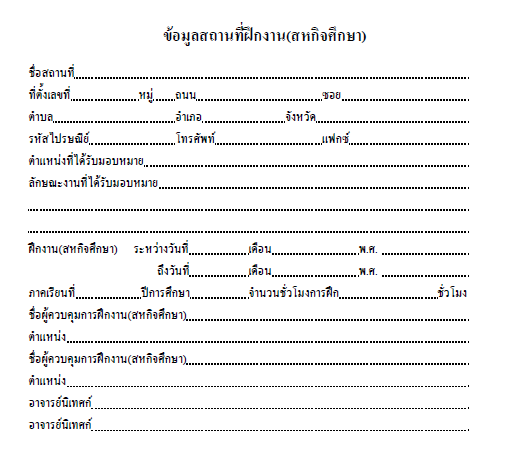 ข้อมูลสถานที่ฝึกงาน(สหกิจศึกษา)
ชื่อสถานที่
ที่ตั้งเลขที่ หมู่ ถนน ซอย
ตำบล อำเภอ จังหวัด
รหัสไปรษณีย์ โทรศัพท์ แฟกซ์
ตำแหน่งที่ได้รับมอบหมาย
ลักษณะงานที่ได้รับมอบหมาย
ฝึกงาน(สหกิจศึกษา) ระหว่างวันที่ เดือน พ.ศ.
ถึงวันที่ เดือน พ.ศ.
ภาคเรียนที่ ปีการศึกษา จำนวนชั่วโมงการฝึก ชั่วโมง
ชื่อผู้ควบคุมการฝึกงาน(สหกิจศึกษา)
ตำแหน่ง
ชื่อผู้ควบคุมการฝึกงาน(สหกิจศึกษา)
ตำแหน่ง
อาจารย์นิเทศก์
อาจารย์นิเทศก์